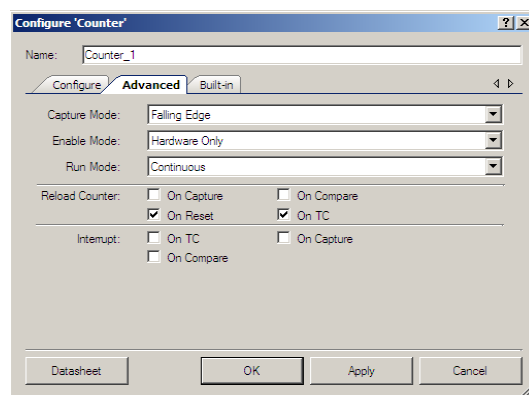 Configure 'Counter'
Name: Counter_1
Configure Advanced Built-in
Capture Mode: Falling Edge
Enable Mode: Hardware Only
Run Mode: Continuous
Reload Counter: On Capture On Compare
On Reset On TC
Interrupt: On TC On Capture
On Compare
Datasheet OK Apply Cancel